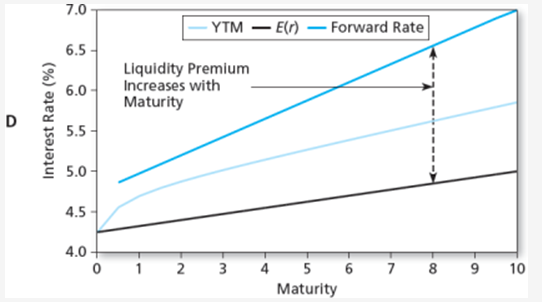 D
Interest Rate (%)
7.0
6.5
6.0
5.5
5.0
4.5
4.0
YTM E(r) Forward Rate
Liquidity Premium
Increases with
Maturity
0 1 2 3 4 5 6 7 8 9 10
Maturity